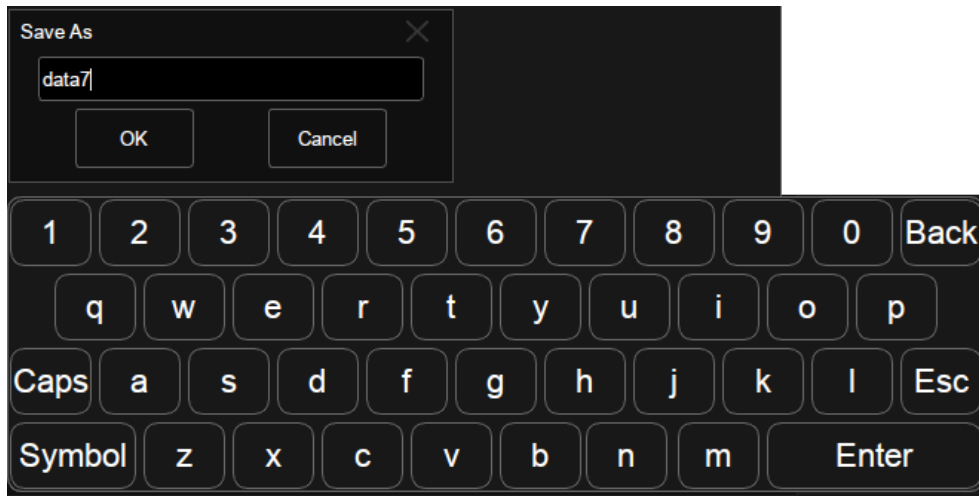 Save As
data7
OK Cancel
1 2 3 4 5 6 7 8 9 0 Back
q w e r t y u i o p
Caps a s d f g h j k l Esc
Symbol z x c v b n m Enter